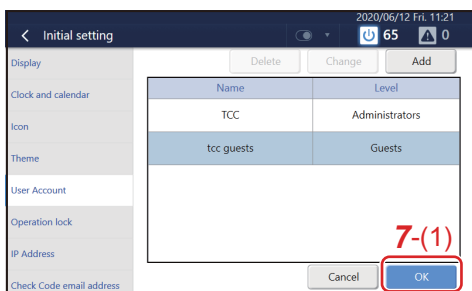 2020/06/12 Fri. 11:21
Initial setting
65
0
Display
Delete
Change
Add
Clock and calendar
Name
Level
Icon
TCC
Administrators
Theme
tcc guests
Guests
User Account
Operation lock
7-(1)
IP Address
Cancel
OK
Check Code email address